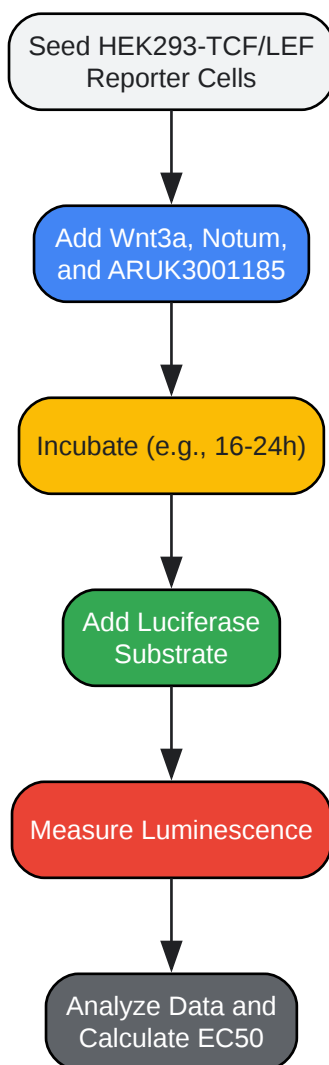 Seed HEK293-TCF/LEF
Reporter Cells
Add Wnt3a, Notum,
and ARUK3001185
Incubate (e.g., 16-24h)
Add Luciferase
Substrate
Measure Luminescence
Analyze Data and
Calculate EC50